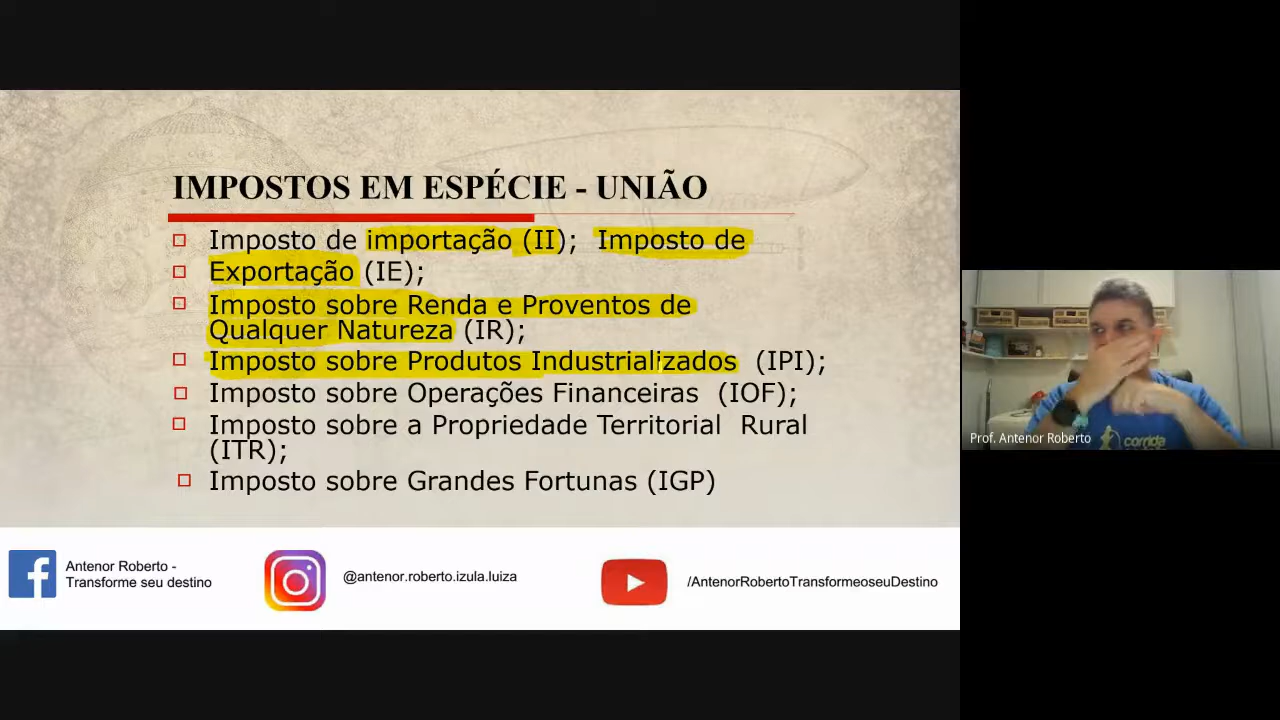 IMPOSTOS EM ESPÉCIE - UNIÃO
Imposto de importação (II); Imposto de
Exportação (IE);
Imposto sobre Renda e Proventos de
Qualquer Natureza (IR);
Imposto sobre Produtos Industrializados (IPI);
Imposto sobre Operações Financeiras (IOF);
Imposto sobre a Propriedade Territorial Rural
(ITR);
Imposto sobre Grandes Fortunas (IGP)
Antenor Roberto -
Transforme seu destino
@antenor.roberto.izula.luiza
/AntenorRobertoTransformeoseuDestino
Prof. Antenor Roberto
corrida